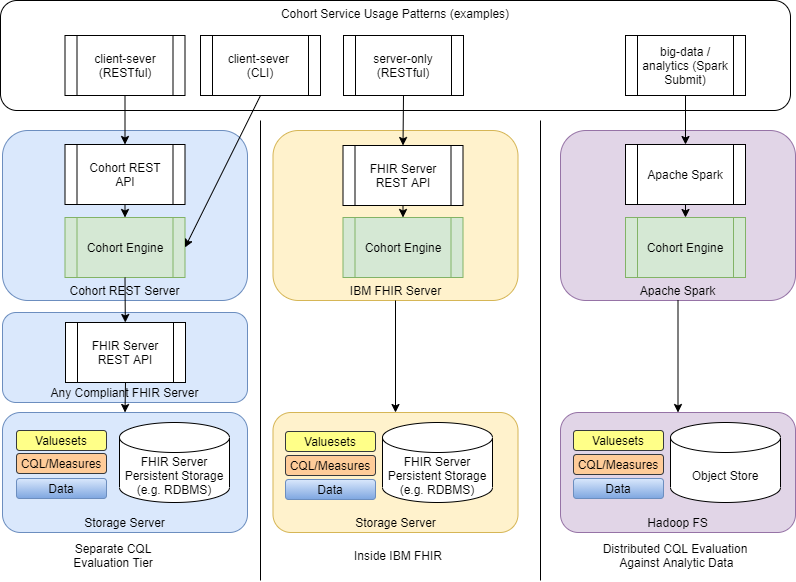 Cohort Service Usage Patterns (examples)
client-sever
(RESTful)
client-sever
(CLI)
server-only
(RESTful)
big-data /
analytics (Spark
Submit)
Cohort REST
API
Cohort Engine
Cohort REST Server
FHIR Server
REST API
Any Compliant FHIR Server
Valuesets
CQL/Measures
Data
FHIR Server
Persistent Storage
(e.g. RDBMS)
Storage Server
Separate CQL
Evaluation Tier
FHIR Server
REST API
Cohort Engine
IBM FHIR Server
Valuesets
CQL/Measures
Data
FHIR Server
Persistent Storage
(e.g. RDBMS)
Storage Server
Inside IBM FHIR
Apache Spark
Cohort Engine
Apache Spark
Valuesets
CQL/Measures
Data
Object Store
Hadoop FS
Distributed CQL Evaluation
Against Analytic Data